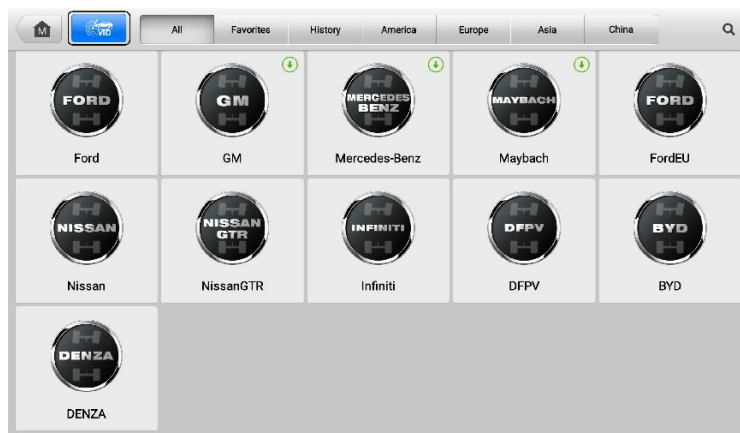 M
VID
All
Favorites
History
America
Europe
Asia
China
FORD
GM
MERCEDES
BENZ
MAYBACH
FORD
Ford
GM
Mercedes-Benz
Maybach
FordEU
NISSAN
NISSAN
GTR
INFINITI
DFPV
BYD
Nissan
NissanGTR
Infiniti
DFPV
BYD
DENZA
DENZA